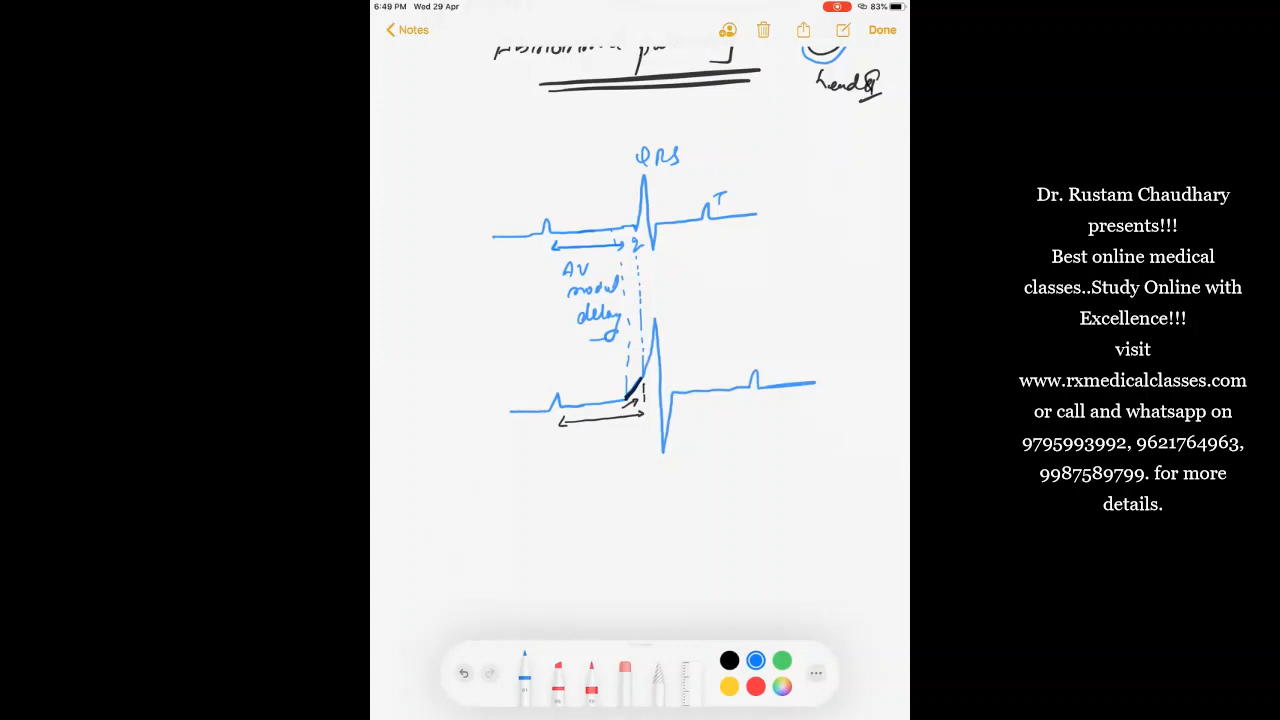 6:49 PM Wed 29 Apr
83%
Notes
Done
QRS
T
q
AV
nodal
delay
Dr. Rustam Chaudhary
presents!!!
Best online medical
classes..Study Online with
Excellence!!!
visit
www.rxmedicalclasses.com
or call and whatsapp on
9795993992, 9621764963,
9987589799. for more
details.